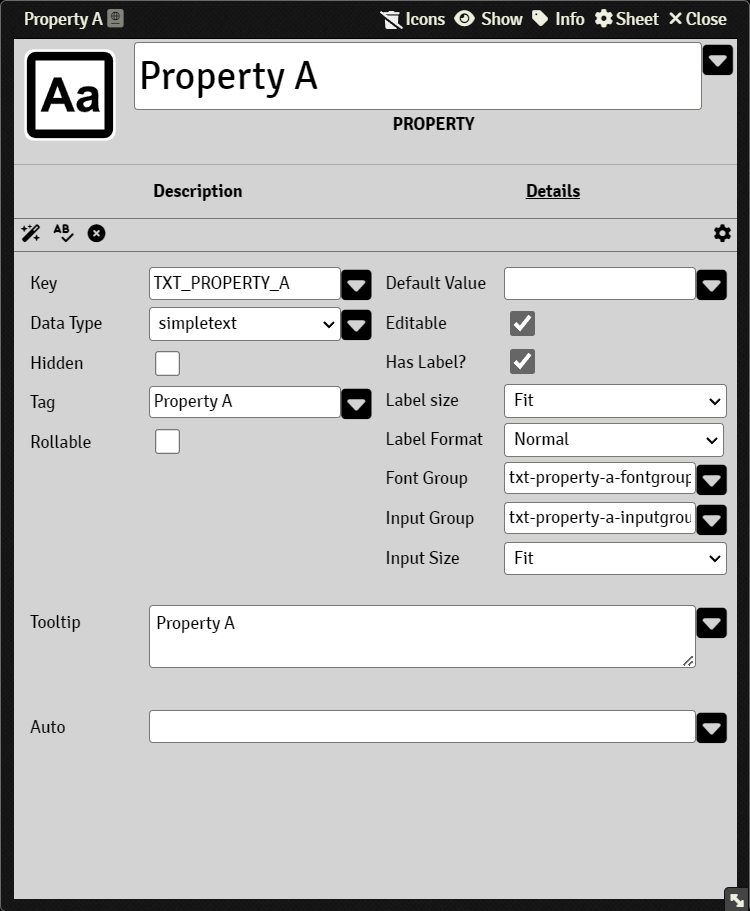 Property A Icons Show Info Sheet Close
Aa
Property A
PROPERTY
Description Details
AB
Key TXT_PROPERTY_A Default Value
Data Type simpletext Editable
Hidden Has Label?
Tag Property A Label size Fit
Rollable Label Format Normal
Font Group txt-property-a-fontgroup
Input Group txt-property-a-inputgrou
Input Size Fit
Tooltip Property A
Auto